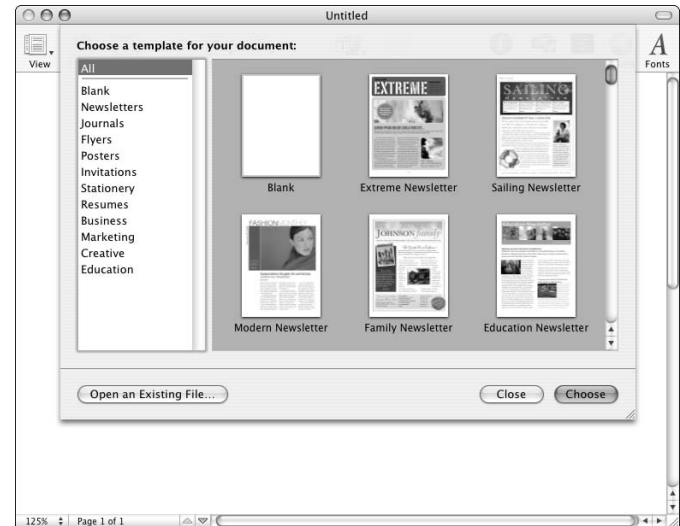 Untitled
View
Choose a template for your document:
A
Fonts
All
Blank
Newsletters
Journals
Flyers
Posters
Invitations
Stationery
Resumes
Business
Marketing
Creative
Education
EXTREME
SAILING
NEWSLETTER
Blank
Extreme Newsletter
Sailing Newsletter
FASHIONMONTHLY
JOHNSON family
Modern Newsletter
Family Newsletter
Education Newsletter
Open an Existing File...
Close
Choose
125%
Page 1 of 1